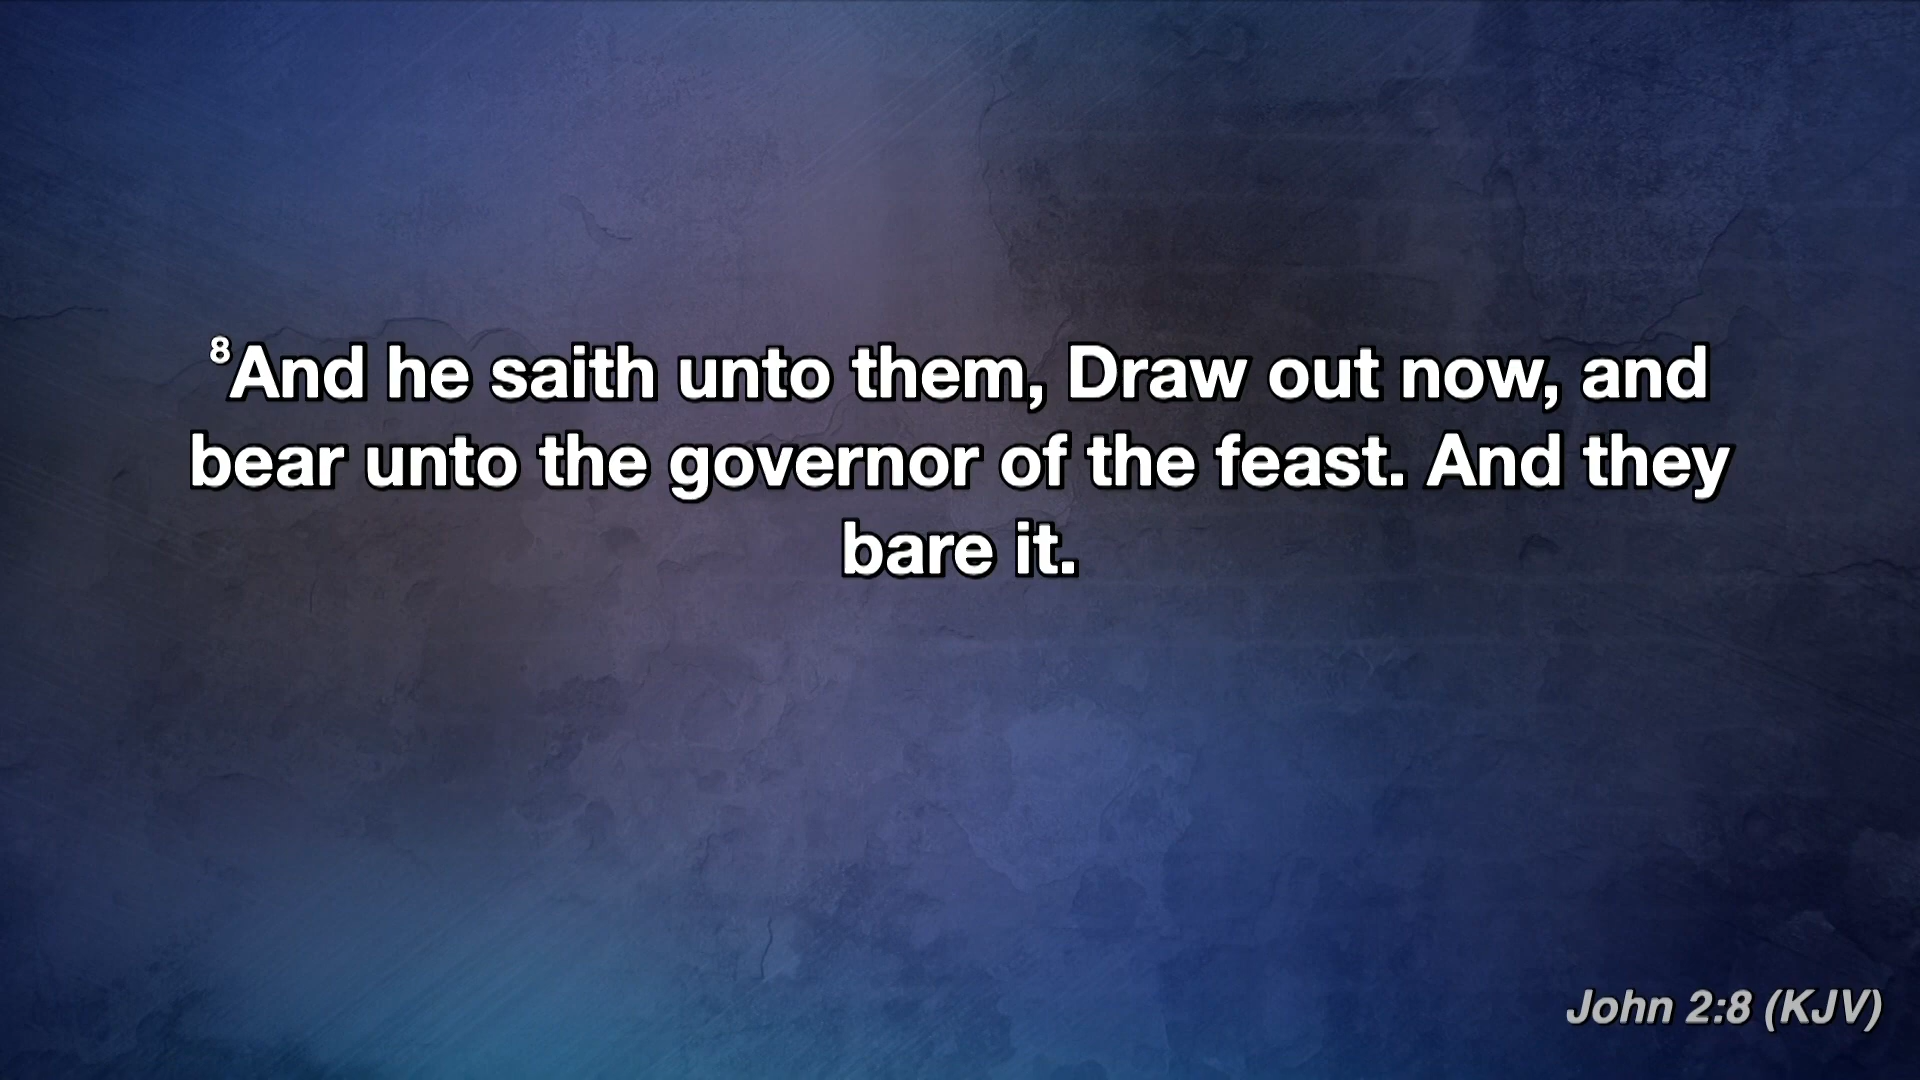 ⁸And he saith unto them, Draw out now, and
bear unto the governor of the feast. And they
bare it.
John 2:8 (KJV)